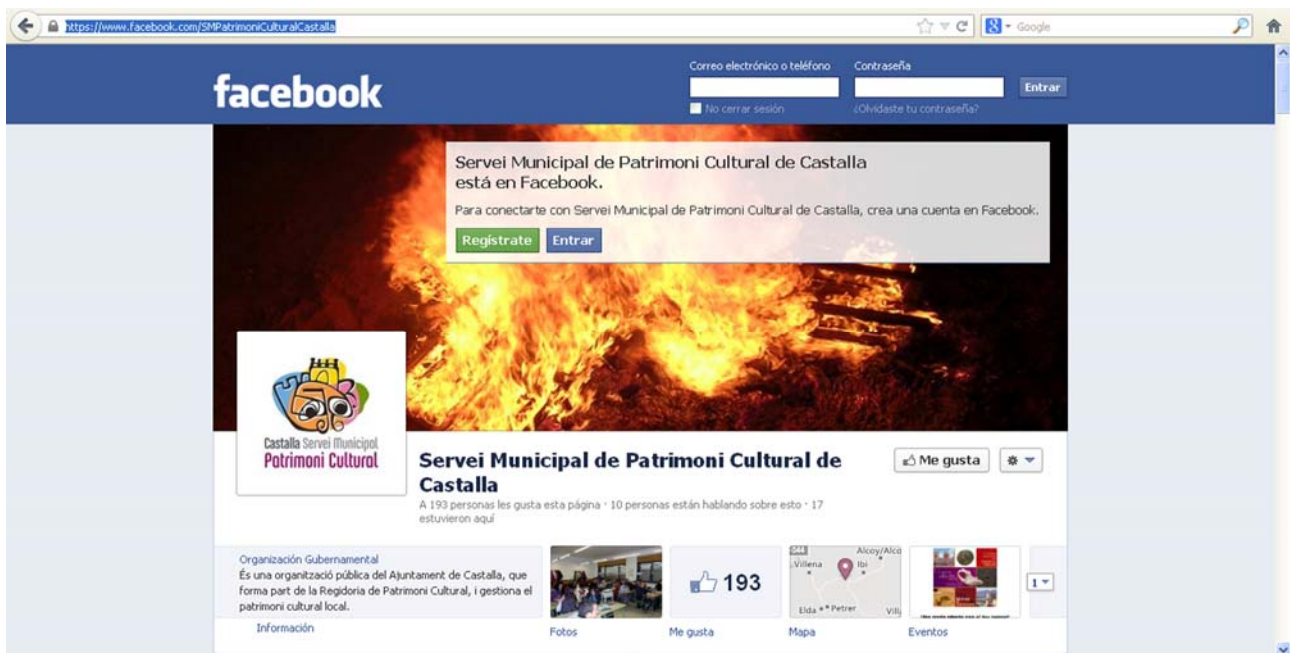 https://www.facebook.com/SMPatrimoniCulturalCastalla
Google
facebook
Correo electrónico o teléfono
Contraseña
Entrar
No cerrar sesión
¿Olvidaste tu contraseña?
Servei Municipal de Patrimoni Cultural de Castalla
está en Facebook.
Para conectarte con Servei Municipal de Patrimoni Cultural de Castalla, crea una cuenta en Facebook.
Regístrate
Entrar
Castalla Servei Municipal
Patrimoni Cultural
Servei Municipal de Patrimoni Cultural de
Castalla
A 193 personas les gusta esta página · 10 personas están hablando sobre esto · 17
estuvieron aquí
Me gusta
Organización Gubernamental
És una organització pública del Ajuntament de Castalla, que
forma part de la Regidoria de Patrimoni Cultural, i gestiona el
patrimoni cultural local.
Información
Fotos
193
Me gusta
Alcoy/Alco
Villena
Ibi
Elda
Petrer
Mapa
Eventos
1